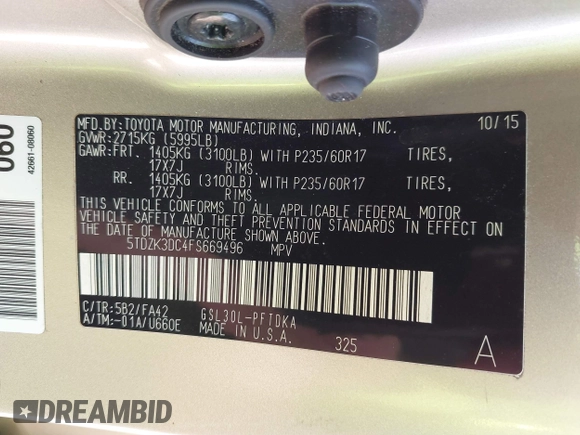 MFD.BY:TOYOTA MOTOR MANUFACTURING, INDIANA, INC. 10/15
GVWR:2715KG (5995LB)
GAWR:FRT. 1405KG (3100LB) WITH P235/60R17 TIRES,
17X7J RIMS.
RR. 1405KG (3100LB) WITH P235/60R17 TIRES,
17X7J RIMS.
THIS VEHICLE CONFORMS TO ALL APPLICABLE FEDERAL MOTOR
VEHICLE SAFETY AND THEFT PREVENTION STANDARDS IN EFFECT ON
THE DATE OF MANUFACTURE SHOWN ABOVE.
5TDZK3DC4FS669496 MPV
C/TR:5B2/FA42 GSL30L-PFTDKA
A/TM:-01A/U660E MADE IN U.S.A. 325 A
060
42661-08060
DREAMBID